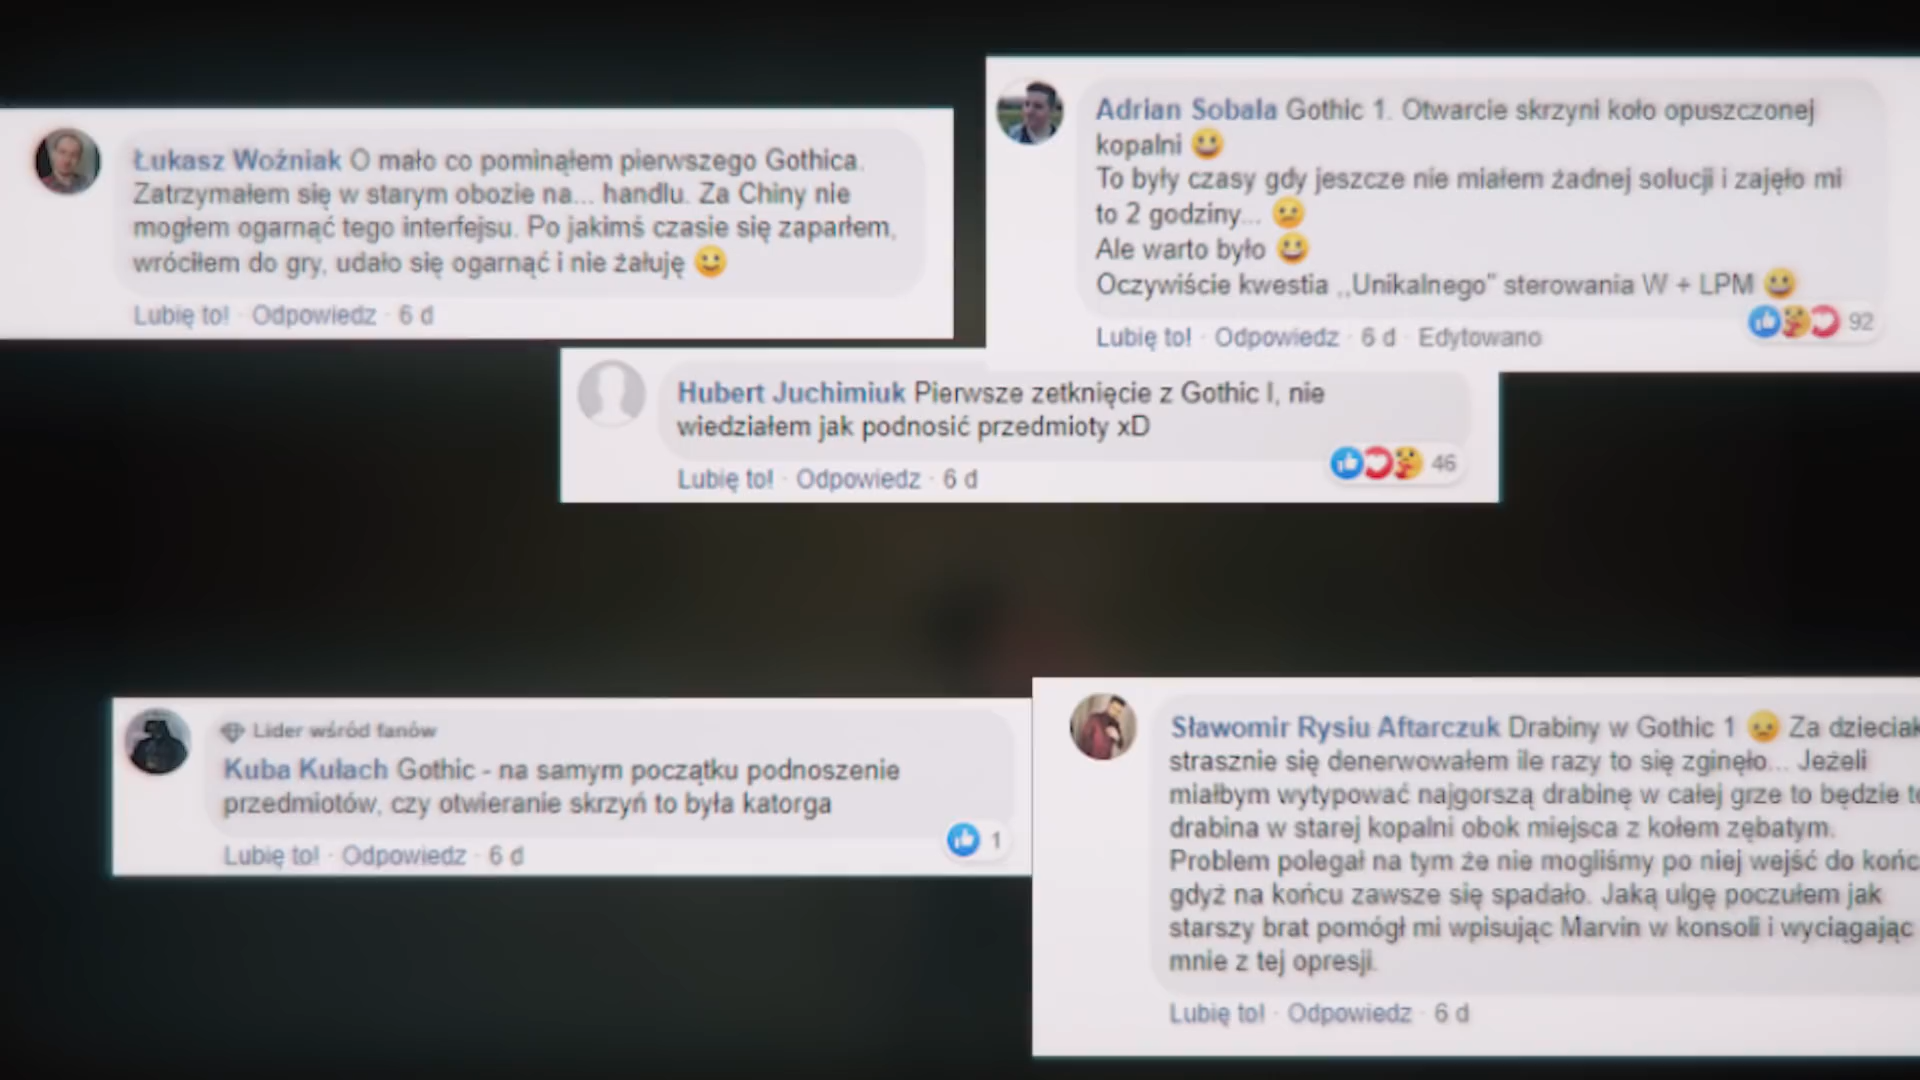 Łukasz Woźniak O mało co pominąłem pierwszego Gothica.
Zatrzymałem się w starym obozie na... handlu. Za Chiny nie
mogłem ogarnąć tego interfejsu. Po jakimś czasie się zaparłem,
wróciłem do gry, udało się ogarnąć i nie żałuję 😀
Lubię to! · Odpowiedz · 6 d
Adrian Sobala Gothic 1. Otwarcie skrzyni koło opuszczonej
kopalni 😀
To były czasy gdy jeszcze nie miałem żadnej solucji i zajęło mi
to 2 godziny... 😕
Ale warto było 😀
Oczywiście kwestia ,,Unikalnego" sterowania W + LPM 😀
92
Lubię to! · Odpowiedz · 6 d · Edytowano
Hubert Juchimiuk Pierwsze zetknięcie z Gothic I, nie
wiedziałem jak podnosić przedmioty xD
46
Lubię to! · Odpowiedz · 6 d
Lider wśród fanów
Kuba Kułach Gothic - na samym początku podnoszenie
przedmiotów, czy otwieranie skrzyń to była katorga
1
Lubię to! · Odpowiedz · 6 d
Sławomir Rysiu Aftarczuk Drabiny w Gothic 1 😟 Za dzieciak
strasznie się denerwowałem ile razy to się zginęło... Jeżeli
miałbym wytypować najgorszą drabinę w całej grze to będzie
drabina w starej kopalni obok miejsca z kołem zębatym.
Problem polegał na tym że nie mogliśmy po niej wejść do końc
gdyż na końcu zawsze się spadało. Jaką ulgę poczułem jak
starszy brat pomógł mi wpisując Marvin w konsoli i wyciągając
mnie z tej opresji.
Lubię to! · Odpowiedz · 6 d